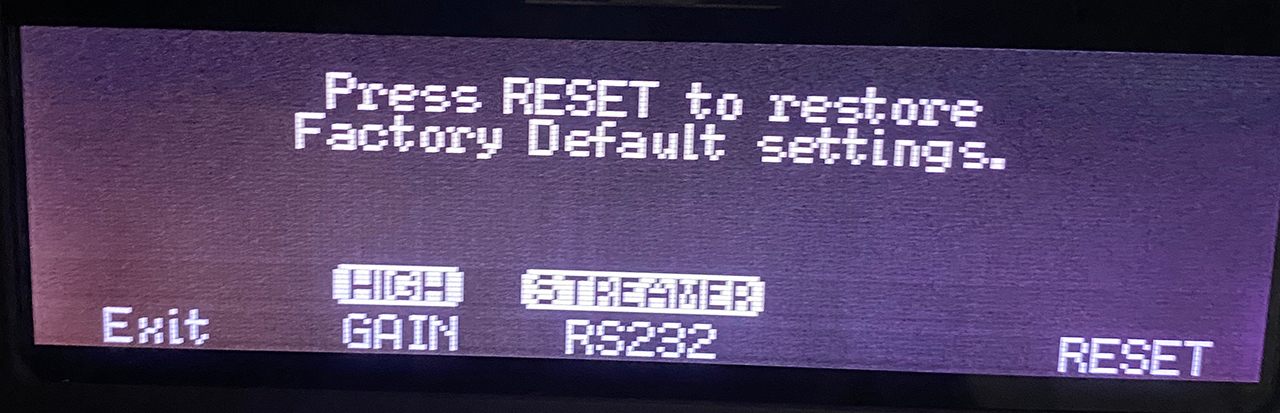 Press RESET to restore
Factory Default settings.
HIGH STREAMER
Exit GAIN RS232 RESET